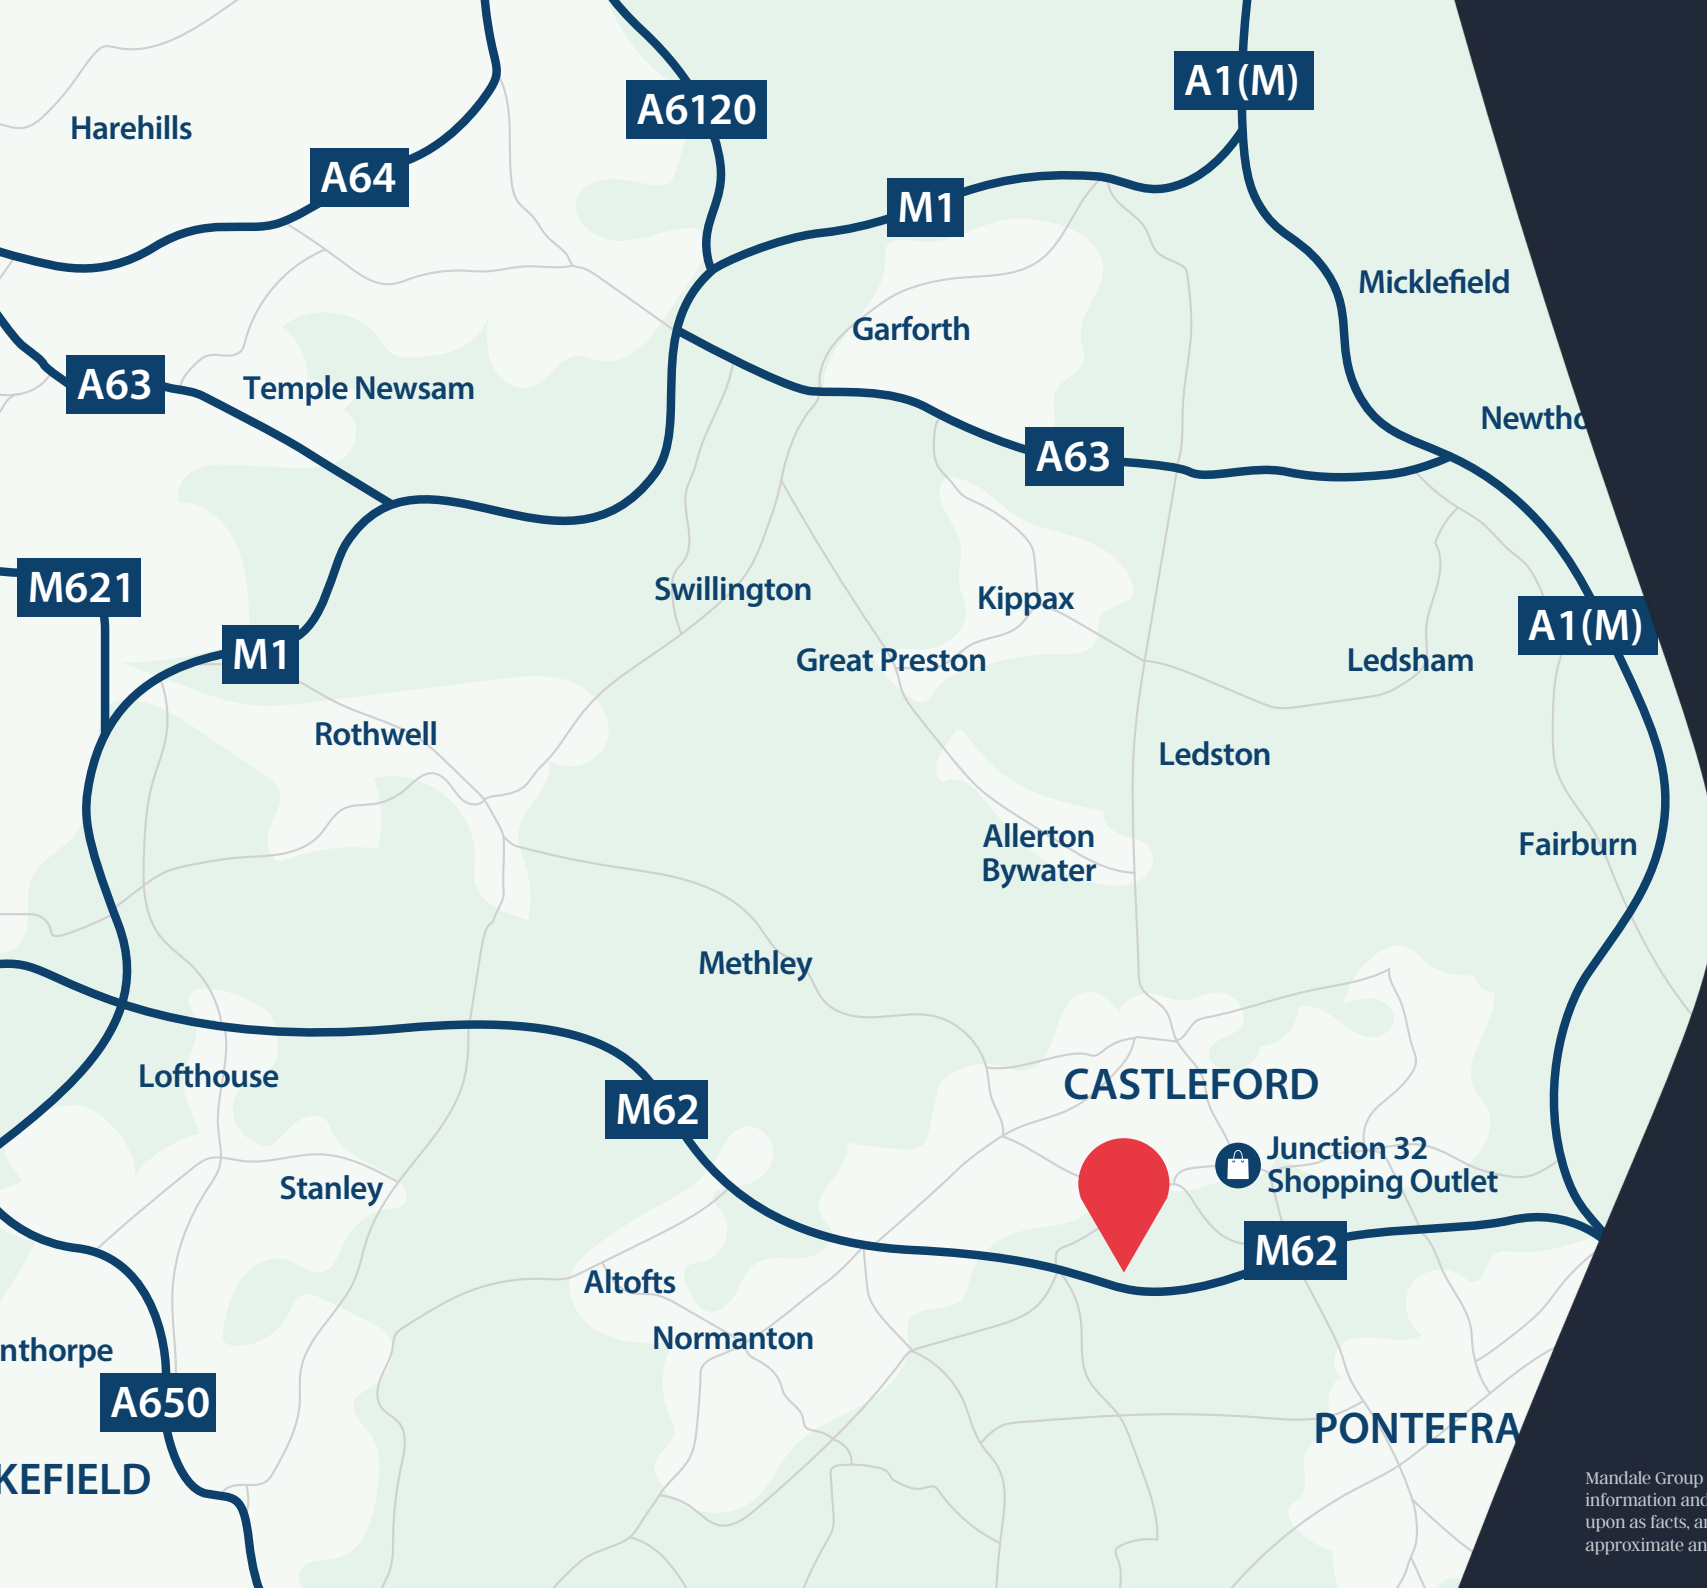 A1(M)
A6120
Harehills
A64
M1
Micklefield
Garforth
A63
Temple Newsam
Newtho
A63
M621
Swillington
Kippax
A1(M)
M1
Great Preston
Ledsham
Rothwell
Ledston
Allerton
Bywater
Fairburn
Methley
Lofthouse
CASTLEFORD
M62
Junction 32
Shopping Outlet
Stanley
M62
Altofts
Normanton
nthorpe
A650
PONTEFRA
KEFIELD
Mandale Group
information and
upon as facts, a
approximate an